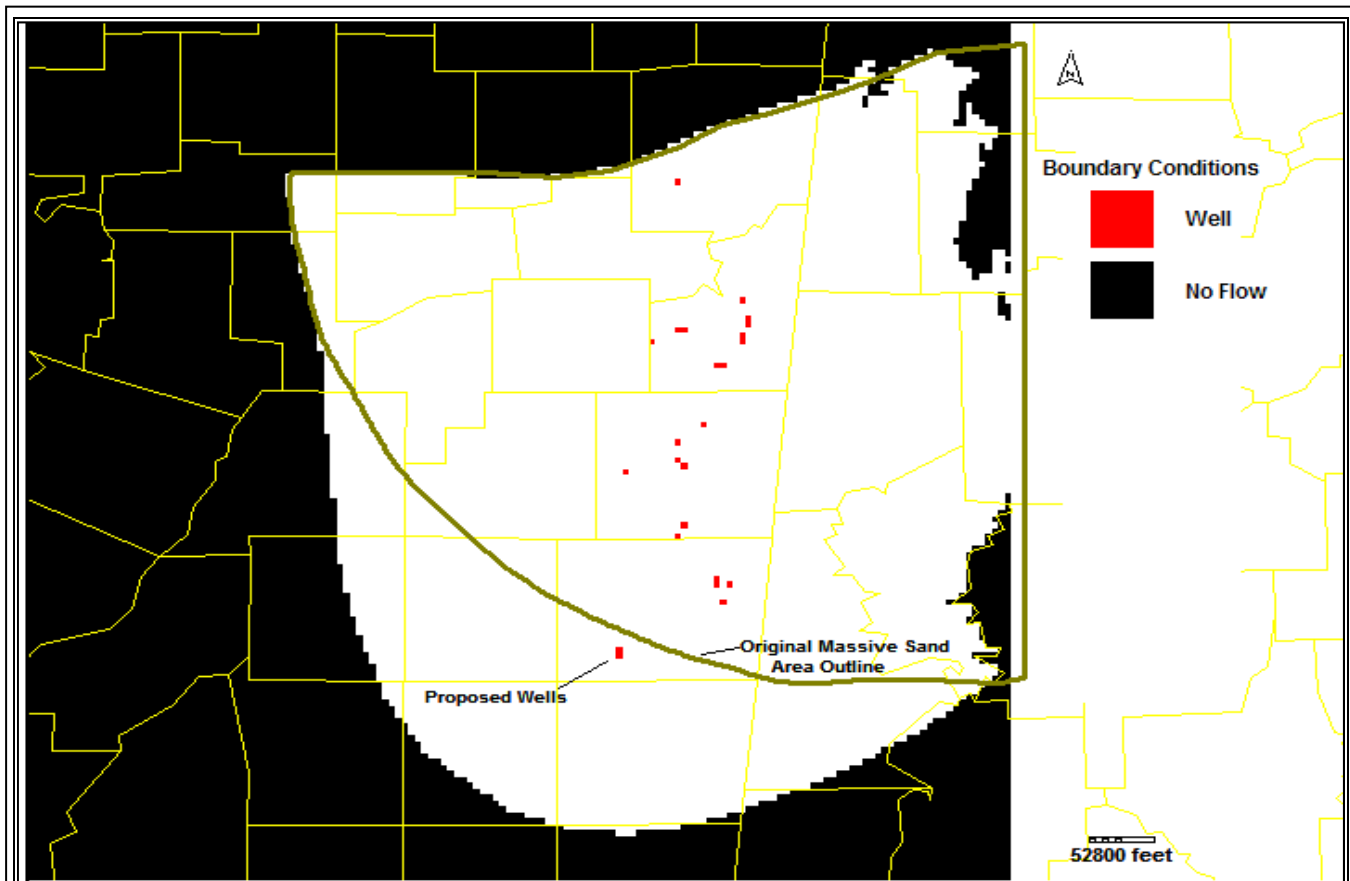 N
Boundary Conditions
Well
No Flow
Original Massive Sand
Area Outline
Proposed Wells
52800 feet